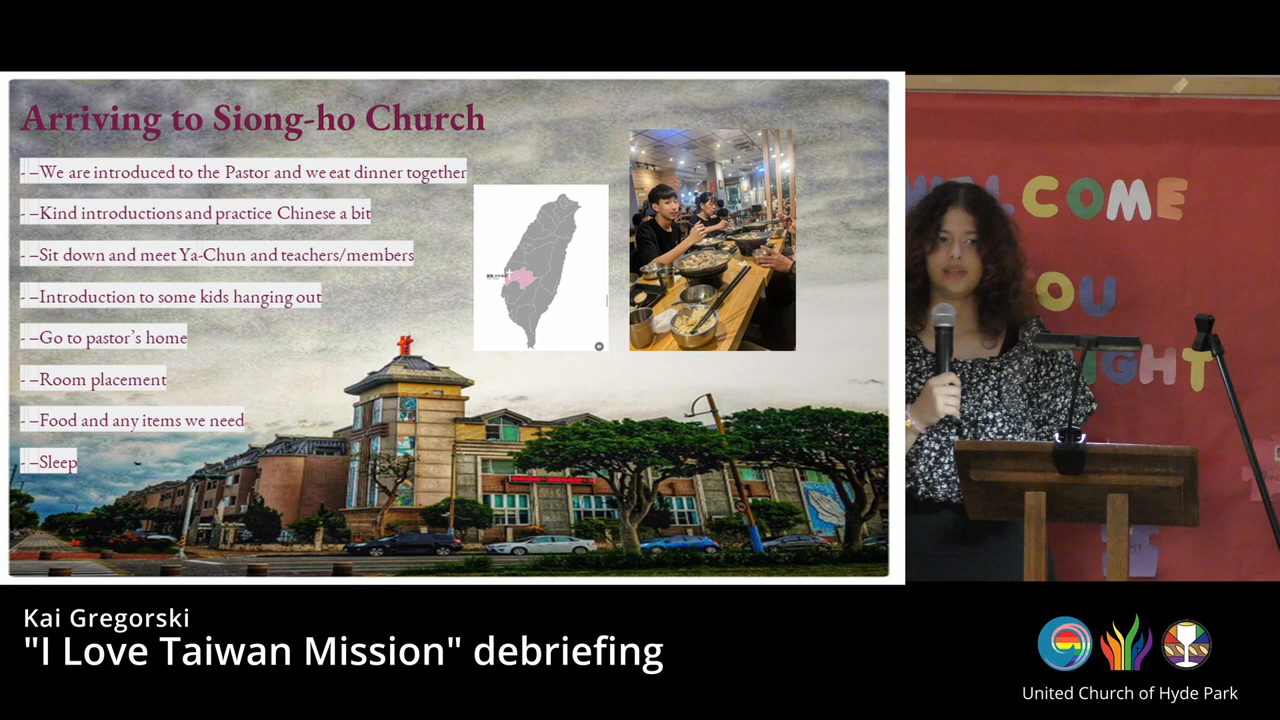 Arriving to Siong-ho Church
- –We are introduced to the Pastor and we eat dinner together
- –Kind introductions and practice Chinese a bit
- –Sit down and meet Ya-Chun and teachers/members
- –Introduction to some kids hanging out
- –Go to pastor's home
- –Room placement
- –Food and any items we need
- –Sleep
WELCOME
OU
IGHT
Kai Gregorski
"I Love Taiwan Mission" debriefing
United Church of Hyde Park